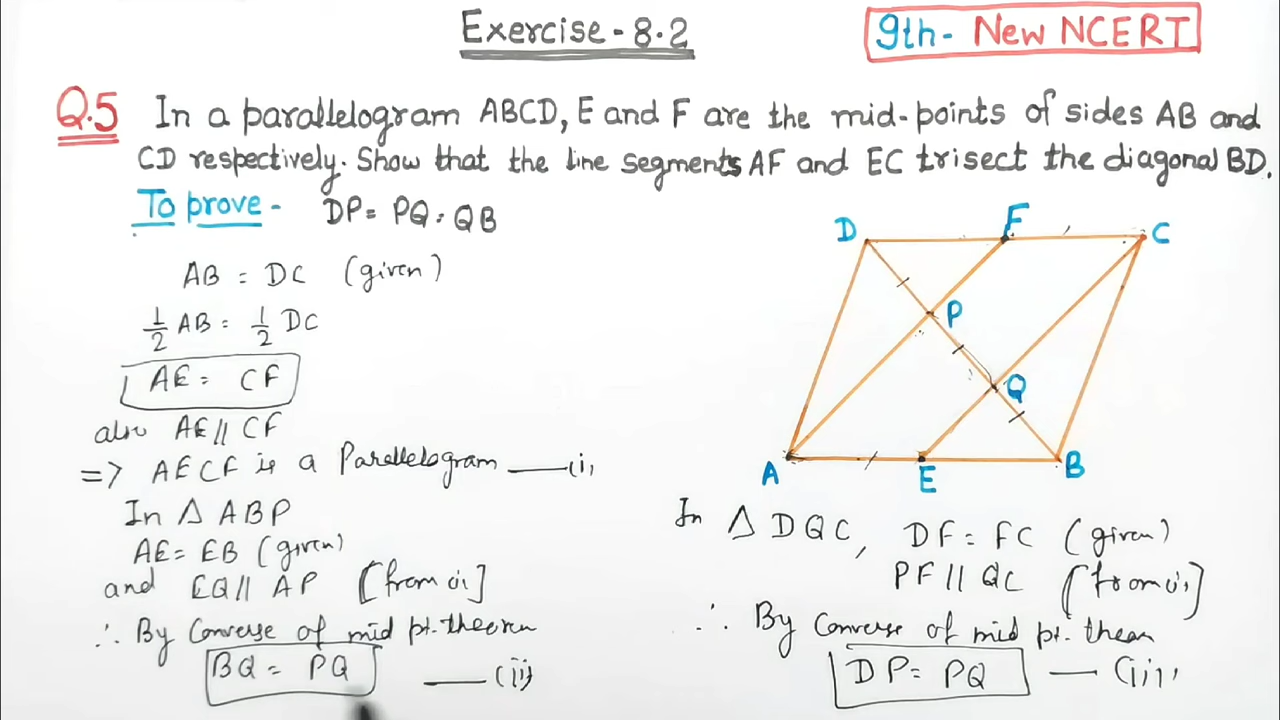 Exercise - 8.2
9th - New NCERT
Q.5 In a parallelogram ABCD, E and F are the mid-points of sides AB and
CD respectively. Show that the line segments AF and EC trisect the diagonal BD.
To prove - DP = PQ = QB
AB = DC (given)
1/2 AB = 1/2 DC
AE = CF
also AE || CF
=> AECF is a Parallelogram —— (i)
In △ ABP
AE = EB (given)
and EQ || AP [from (i)]
∴ By Converse of mid pt. theorem
BQ = PQ —— (ii)
D F C
P
Q
A E B
In △ DQC, DF = FC (given)
PF || QC [from (i)]
∴ By Converse of mid pt. theom
DP = PQ —— (iii)